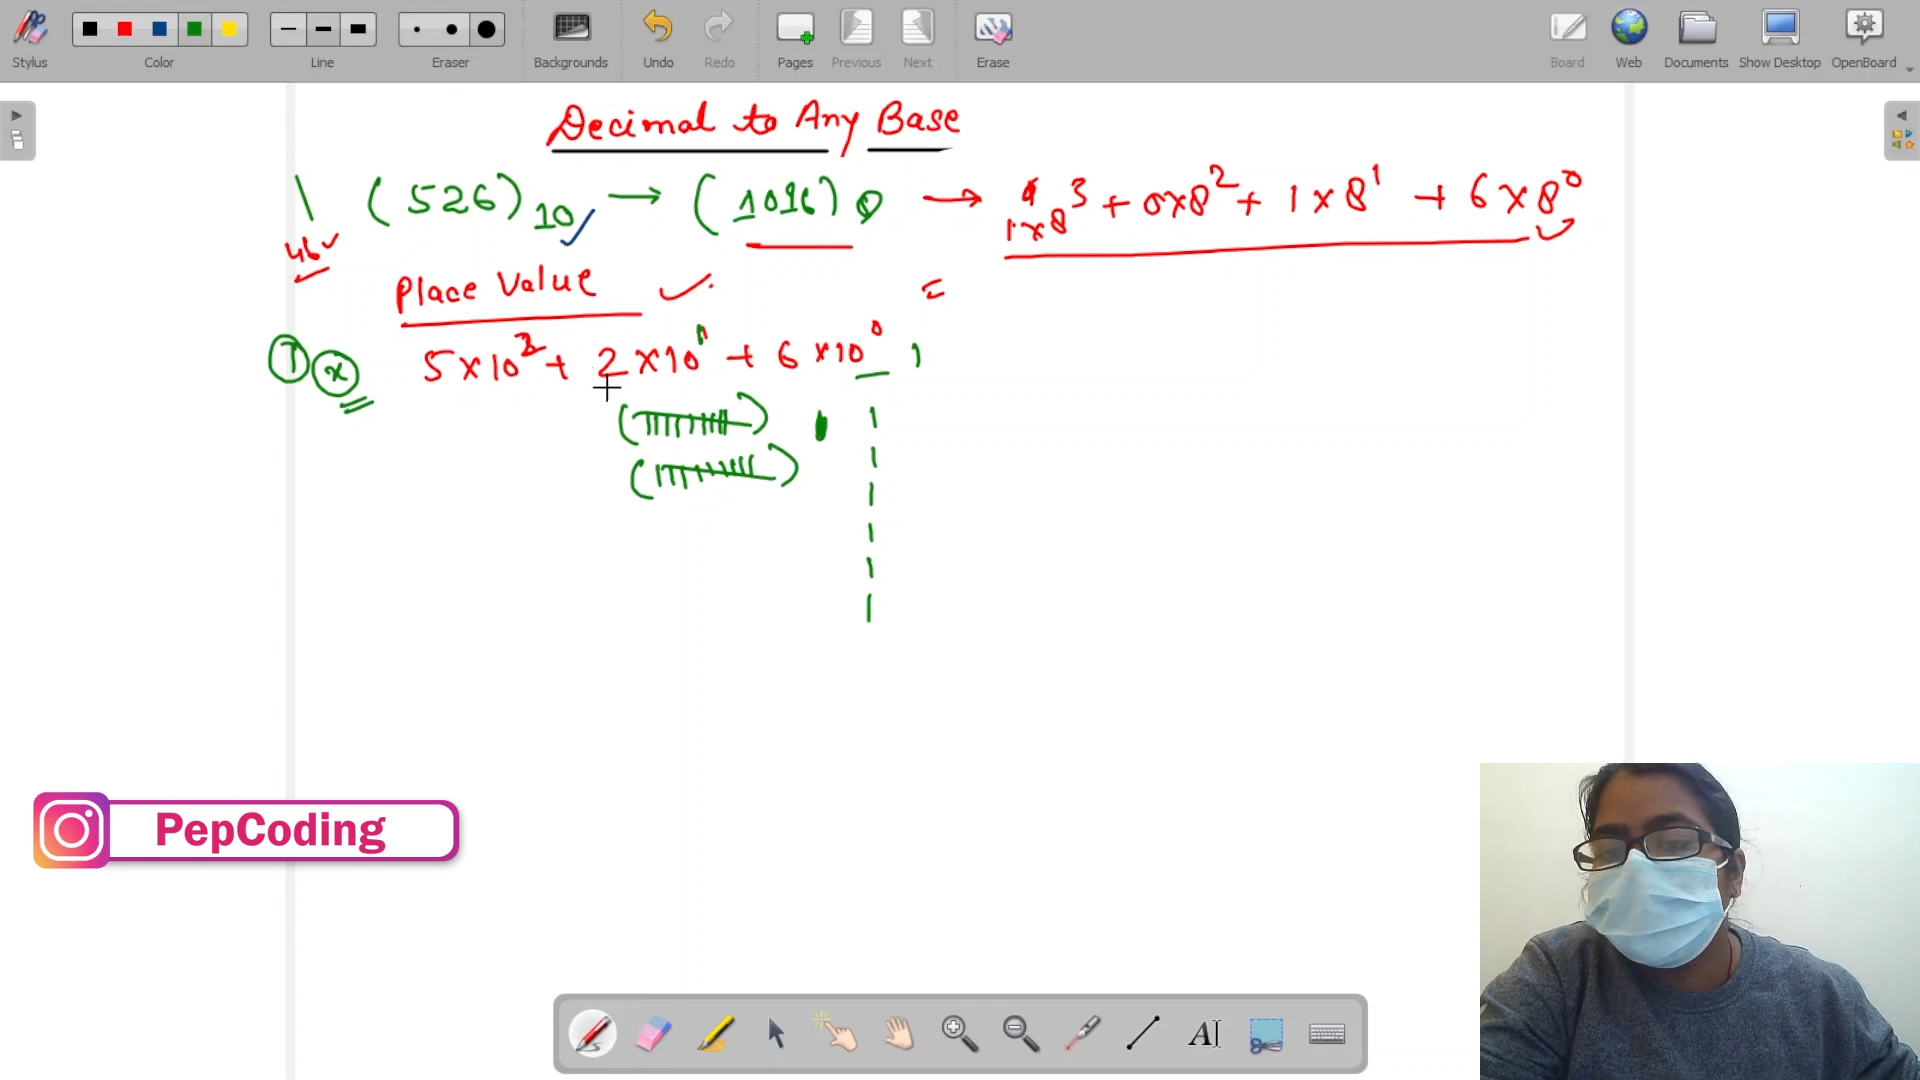 Stylus Color Line Eraser Backgrounds Undo Redo Pages Previous Next Erase Board Web Documents Show Desktop OpenBoard
Decimal to Any Base
(526)₁₀ → (1016)₈ → 1×8³ + 0×8² + 1×8¹ + 6×8⁰
46
Place Value =
① ⓧ 5×10² + 2×10¹ + 6×10⁰
PepCoding